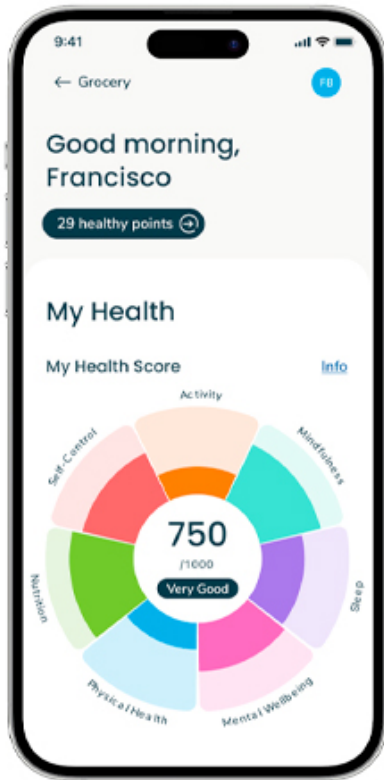 9:41
← Grocery
FB
Good morning,
Francisco
29 healthy points
My Health
My Health Score
Info
Activity
Self-Control
Mindfulness
750
/1000
Very Good
Nutrition
Sleep
Physical Health
Mental Wellbeing